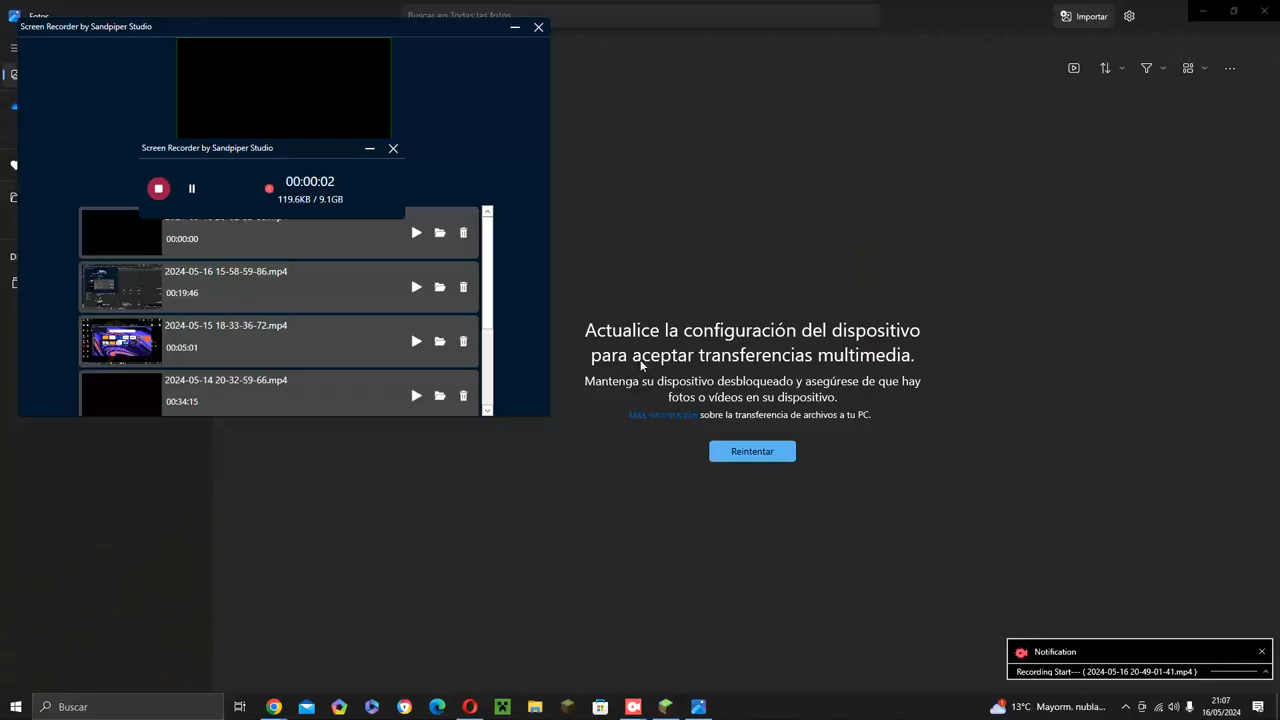 Fotos
Buscar en Todas las fotos
Importar
Screen Recorder by Sandpiper Studio
Screen Recorder by Sandpiper Studio
00:00:02
119.6KB / 9.1GB
00:00:00
2024-05-16 15-58-59-86.mp4
00:19:46
2024-05-15 18-33-36-72.mp4
00:05:01
2024-05-14 20-32-59-66.mp4
00:34:15
Actualice la configuración del dispositivo
para aceptar transferencias multimedia.
Mantenga su dispositivo desbloqueado y asegúrese de que hay
fotos o vídeos en su dispositivo.
Más información sobre la transferencia de archivos a tu PC.
Reintentar
Notification
Recording Start--- ( 2024-05-16 20-49-01-41.mp4 )
Buscar
13°C Mayorm. nubla...
21:07
16/05/2024